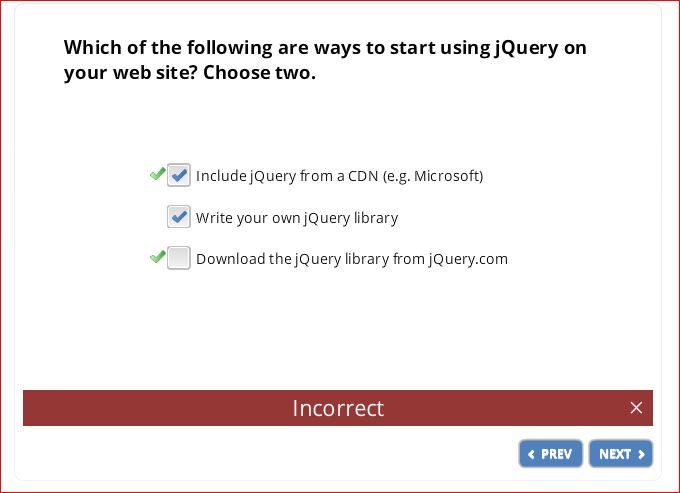 Which of the following are ways to start using jQuery on
your web site? Choose two.
Include jQuery from a CDN (e.g. Microsoft)
Write your own jQuery library
Download the jQuery library from jQuery.com
Incorrect
PREV NEXT